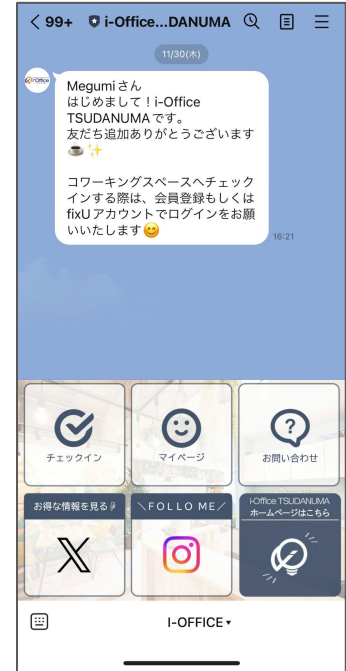 99+ i-Office...DANUMA
11/30(木)
i-Office
Megumiさん
はじめまして！i-Office
TSUDANUMAです。
友だち追加ありがとうございます
☕✨
コワーキングスペースへチェック
インする際は、会員登録もしくは
fixUアカウントでログインをお願
いいたします😊
16:21
チェックイン
マイページ
お問い合わせ
お得な情報を見る
＼FOLLO ME／
I-Office TSUDANUMA
ホームページはこちら
I-OFFICE ▾